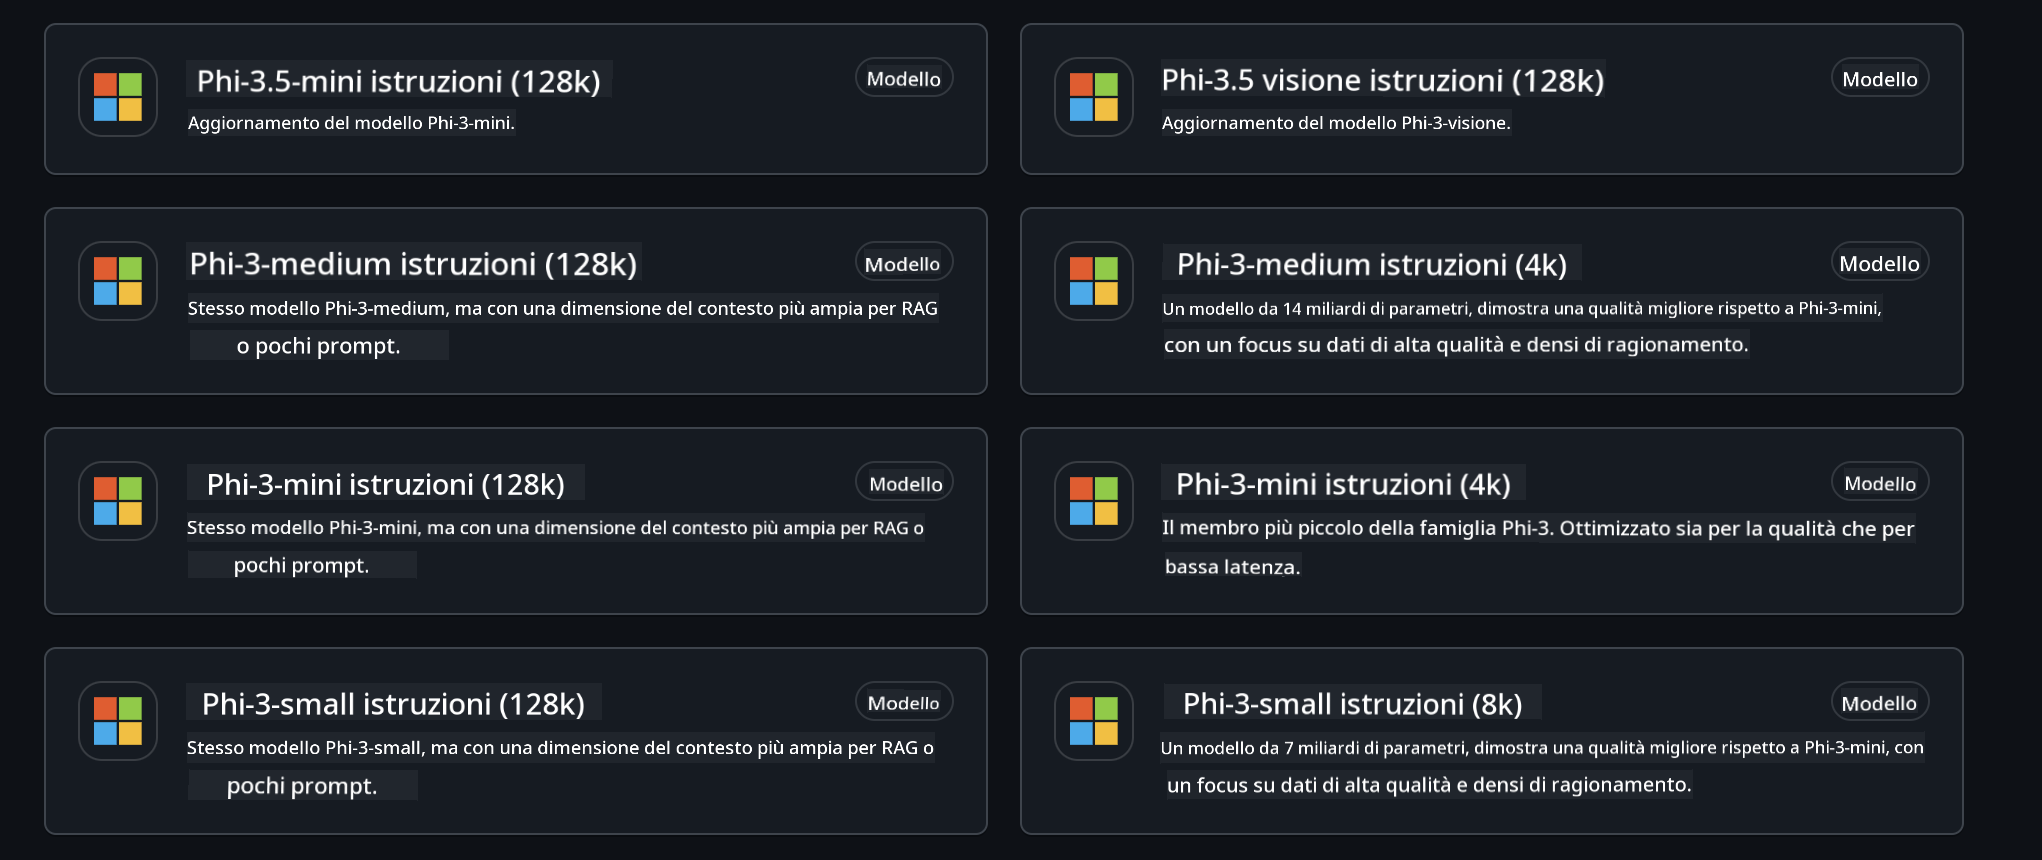 Phi-3.5-mini istruzioni (128k)
Modello
Aggiornamento del modello Phi-3-mini.
Phi-3.5 visione istruzioni (128k)
Modello
Aggiornamento del modello Phi-3-visione.
Phi-3-medium istruzioni (128k)
Modello
Stesso modello Phi-3-medium, ma con una dimensione del contesto più ampia per RAG
o pochi prompt.
Phi-3-medium istruzioni (4k)
Modello
Un modello da 14 miliardi di parametri, dimostra una qualità migliore rispetto a Phi-3-mini,
con un focus su dati di alta qualità e densi di ragionamento.
Phi-3-mini istruzioni (128k)
Modello
Stesso modello Phi-3-mini, ma con una dimensione del contesto più ampia per RAG o
pochi prompt.
Phi-3-mini istruzioni (4k)
Modello
Il membro più piccolo della famiglia Phi-3. Ottimizzato sia per la qualità che per
bassa latenza.
Phi-3-small istruzioni (128k)
Modello
Stesso modello Phi-3-small, ma con una dimensione del contesto più ampia per RAG o
pochi prompt.
Phi-3-small istruzioni (8k)
Modello
Un modello da 7 miliardi di parametri, dimostra una qualità migliore rispetto a Phi-3-mini, con
un focus su dati di alta qualità e densi di ragionamento.